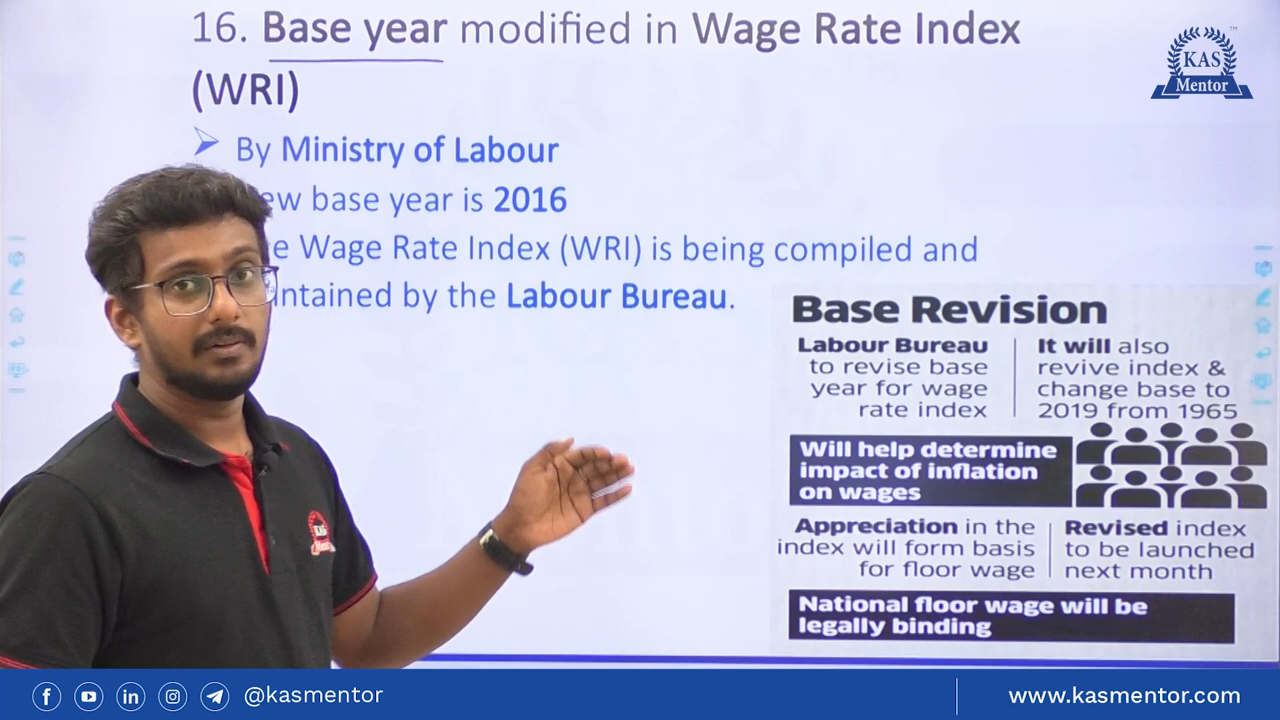 16. Base year modified in Wage Rate Index
(WRI)
By Ministry of Labour
ew base year is 2016
e Wage Rate Index (WRI) is being compiled and
ntained by the Labour Bureau.
Base Revision
Labour Bureau
to revise base
year for wage
rate index
It will also
revive index &
change base to
2019 from 1965
Will help determine
impact of inflation
on wages
Appreciation in the
index will form basis
for floor wage
Revised index
to be launched
next month
National floor wage will be
legally binding
KAS
Mentor
TM
KAS
Mentor
@kasmentor
www.kasmentor.com